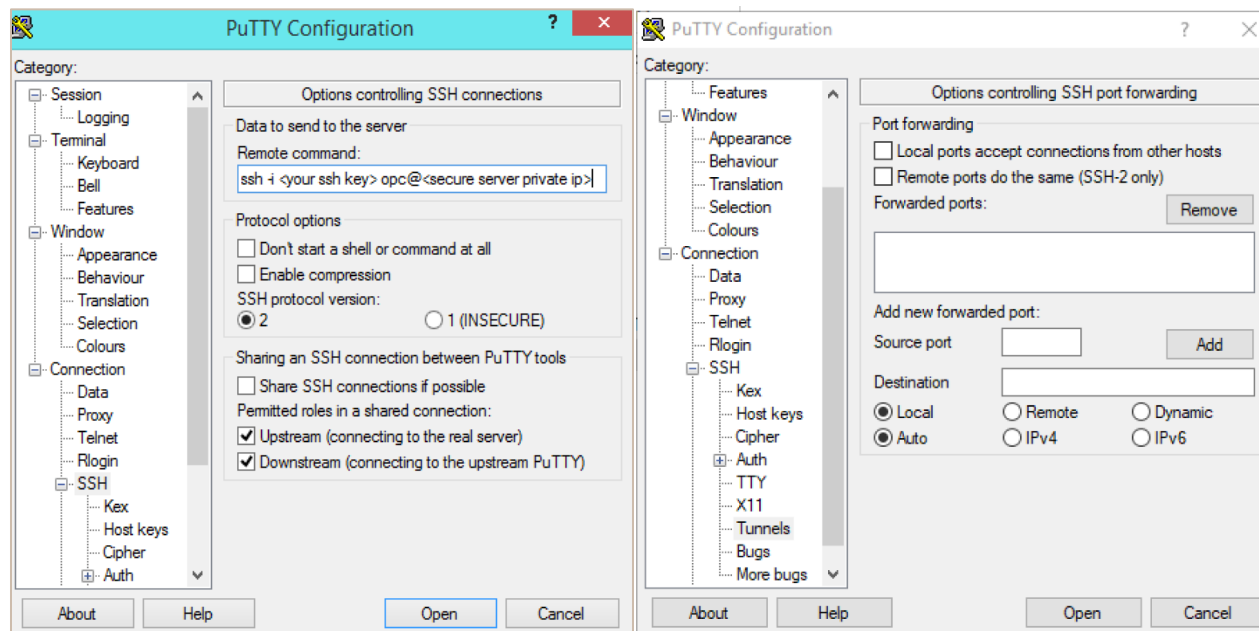 PuTTY Configuration
?
×
Category:
Session
Logging
Terminal
Keyboard
Bell
Features
Window
Appearance
Behaviour
Translation
Selection
Colours
Connection
Data
Proxy
Telnet
Rlogin
SSH
Kex
Host keys
Cipher
Auth
Options controlling SSH connections
Data to send to the server
Remote command:
ssh -i <your ssh key> opc@<secure server private ip>
Protocol options
Don't start a shell or command at all
Enable compression
SSH protocol version:
2
1 (INSECURE)
Sharing an SSH connection between PuTTY tools
Share SSH connections if possible
Permitted roles in a shared connection:
Upstream (connecting to the real server)
Downstream (connecting to the upstream PuTTY)
About
Help
Open
Cancel
PuTTY Configuration
?
×
Category:
Features
Window
Appearance
Behaviour
Translation
Selection
Colours
Connection
Data
Proxy
Telnet
Rlogin
SSH
Kex
Host keys
Cipher
Auth
TTY
X11
Tunnels
Bugs
More bugs
Options controlling SSH port forwarding
Port forwarding
Local ports accept connections from other hosts
Remote ports do the same (SSH-2 only)
Forwarded ports:
Remove
Add new forwarded port:
Source port
Add
Destination
Local
Remote
Dynamic
Auto
IPv4
IPv6
About
Help
Open
Cancel